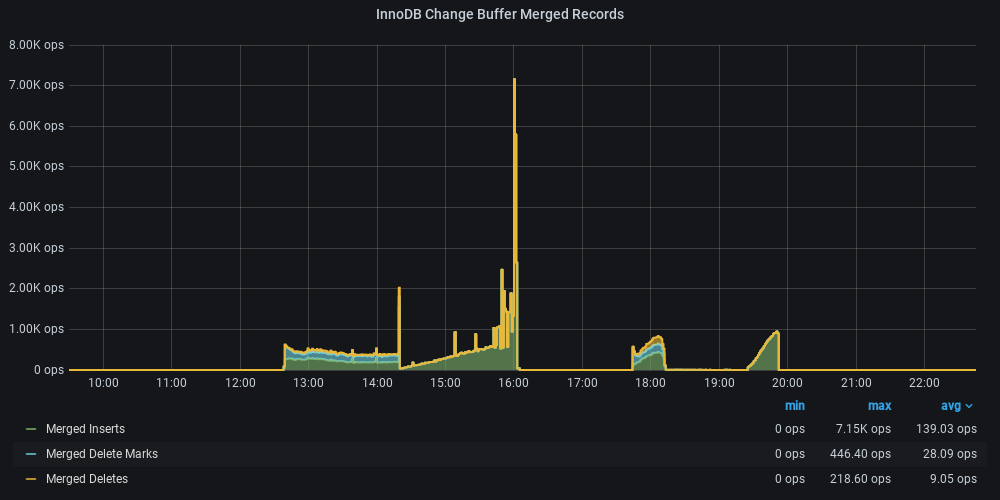 InnoDB Change Buffer Merged Records
8.00K ops
7.00K ops
6.00K ops
5.00K ops
4.00K ops
3.00K ops
2.00K ops
1.00K ops
0 ops
10:00 11:00 12:00 13:00 14:00 15:00 16:00 17:00 18:00 19:00 20:00 21:00 22:00
min max avg
Merged Inserts 0 ops 7.15K ops 139.03 ops
Merged Delete Marks 0 ops 446.40 ops 28.09 ops
Merged Deletes 0 ops 218.60 ops 9.05 ops